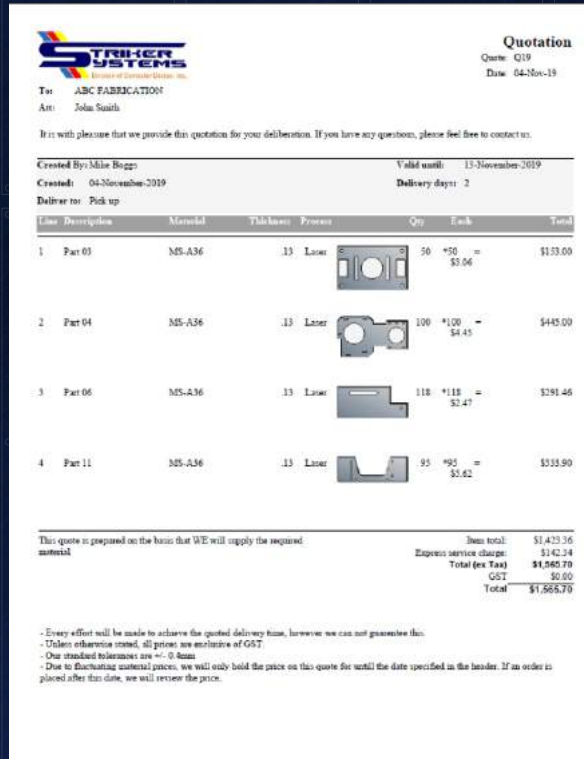 STRIKER
SYSTEMS
Quotation
Quote: Q19
Date: 04-Nov-19
To: ABC FABRICATION
Att: John Smith
It is with pleasure that we provide this quotation for your deliberation. If you have any questions, please feel free to contact us.
Created By: Mike Boggs Valid until: 13-November-2019
Created: 04-November-2019 Delivery days: 2
Deliver to: Pick up
Line Description Material Thickness Process Qty Each Total
1 Part 03 MS-A36 .13 Laser 50 *50 = $153.00
$3.06
2 Part 04 MS-A36 .13 Laser 100 *100 = $445.00
$4.45
3 Part 06 MS-A36 .13 Laser 118 *118 = $291.46
$2.47
4 Part 11 MS-A36 .13 Laser 95 *95 = $533.90
$5.62
This quote is prepared on the basis that WE will supply the required
material
Item total: $1,423.36
Express service charge: $142.34
Total (ex Tax) $1,565.70
GST $0.00
Total $1,565.70
- Every effort will be made to achieve the quoted delivery time, however we can not guarantee this.
- Unless otherwise stated, all prices are exclusive of GST.
- Our standard tolerances are +/- 0.4mm
- Due to fluctuating material prices, we will only hold the price on this quote for untill the date specified in the header. If an order is
placed after this date, we will review the price.